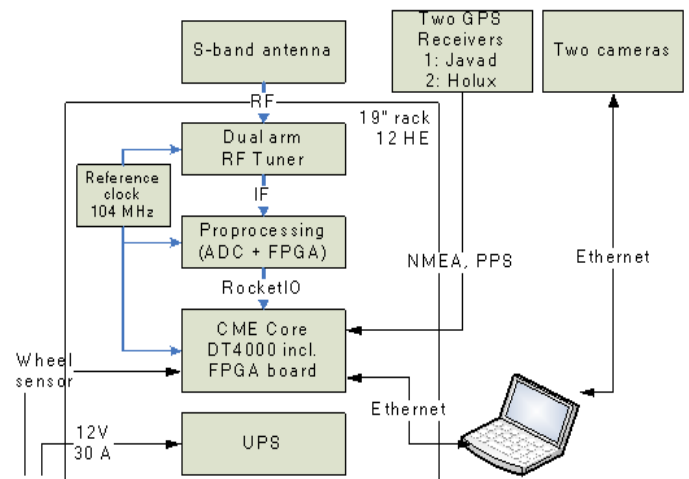 S-band antenna
Two GPS
Receivers
1: Javad
2: Holux
Two cameras
RF
19" rack
12 HE
Dual arm
RF Tuner
Reference
clock
104 MHz
IF
Proprocessing
(ADC + FPGA)
NMEA, PPS
Ethernet
RocketIO
CME Core
DT4000 incl.
FPGA board
Wheel
sensor
Ethernet
12V
30 A
UPS